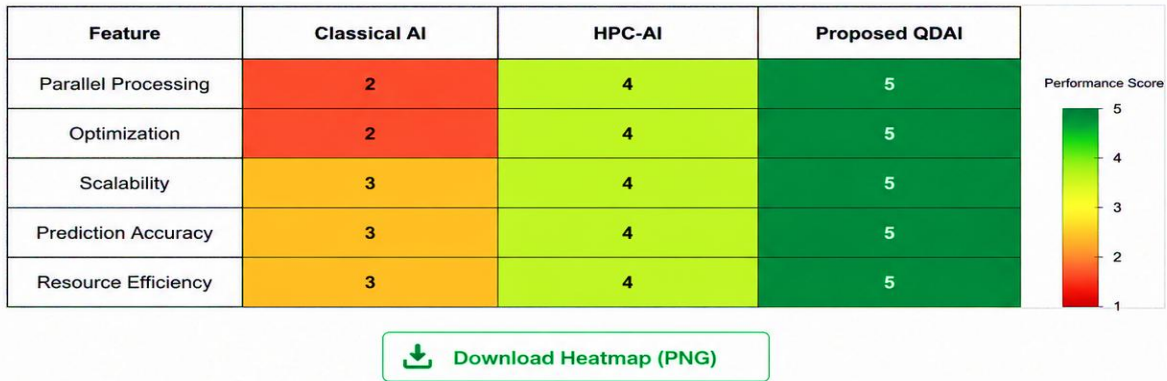 Feature Classical AI HPC-AI Proposed QDAI
Parallel Processing 2 4 5
Optimization 2 4 5
Scalability 3 4 5
Prediction Accuracy 3 4 5
Resource Efficiency 3 4 5
Performance Score
5
4
3
2
1
Download Heatmap (PNG)